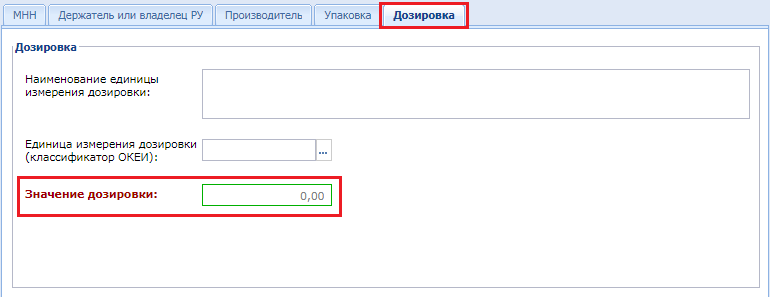 МНН Держатель или владелец РУ Производитель Упаковка Дозировка
Дозировка
Наименование единицы
измерения дозировки:
Единица измерения дозировки
(классификатор ОКЕИ):
...
Значение дозировки:
0,00